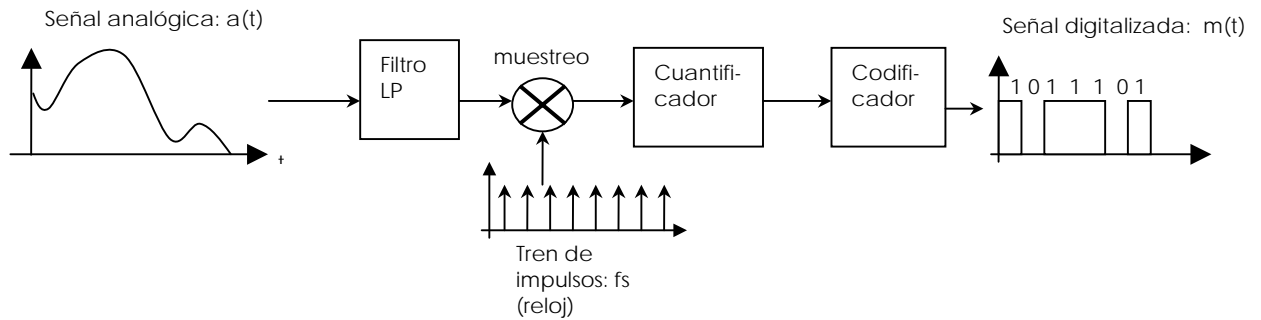 Señal analógica: a(t)
t
Filtro
LP
muestreo
Tren de
impulsos: fs
(reloj)
Cuantifi-
cador
Codifi-
cador
Señal digitalizada: m(t)
1 0 1 1 1 0 1